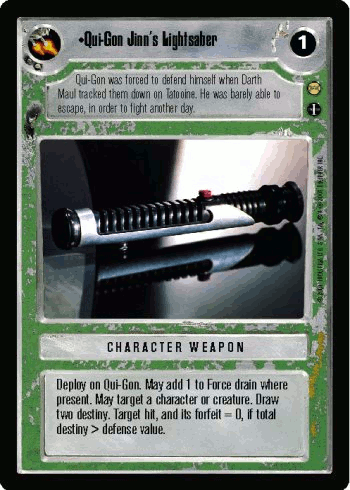 •Qui-Gon Jinn's Lightsaber
1
Qui-Gon was forced to defend himself when Darth
Maul tracked them down on Tatooine. He was barely able to
escape, in order to fight another day.
CHARACTER WEAPON
Deploy on Qui-Gon. May add 1 to Force drain where
present. May target a character or creature. Draw
two destiny. Target hit, and its forfeit = 0, if total
destiny > defense value.